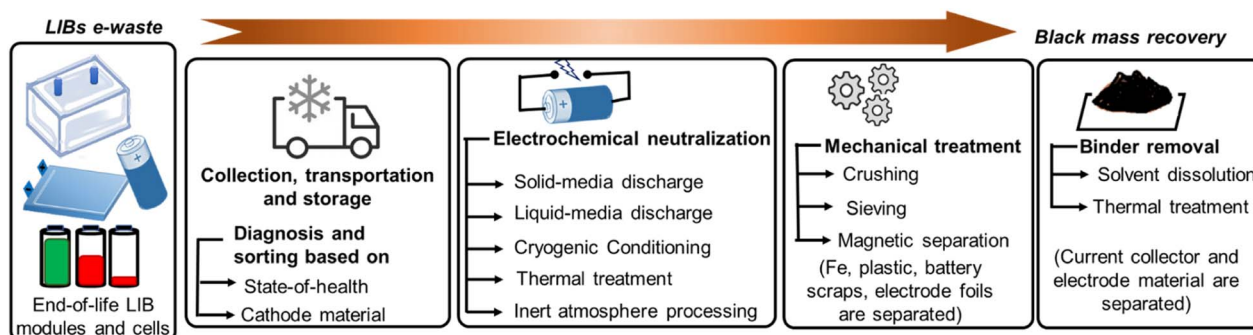 LIBs e-waste
Black mass recovery
End-of-life LIB
modules and cells
Collection, transportation
and storage
Diagnosis and
sorting based on
State-of-health
Cathode material
Electrochemical neutralization
Solid-media discharge
Liquid-media discharge
Cryogenic Conditioning
Thermal treatment
Inert atmosphere processing
Mechanical treatment
Crushing
Sieving
Magnetic separation
(Fe, plastic, battery
scraps, electrode foils
are separated)
Binder removal
Solvent dissolution
Thermal treatment
(Current collector and
electrode material are
separated)